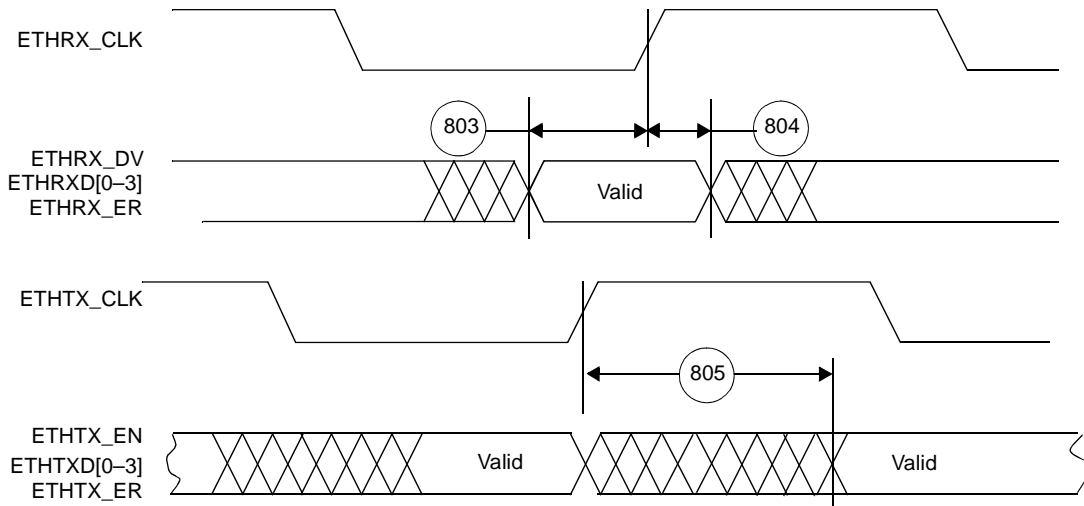 ETHRX_CLK
803
804
ETHRX_DV
ETHRXD[0–3]
ETHRX_ER
Valid
ETHTX_CLK
805
ETHTX_EN
ETHTXD[0–3]
ETHTX_ER
Valid
Valid